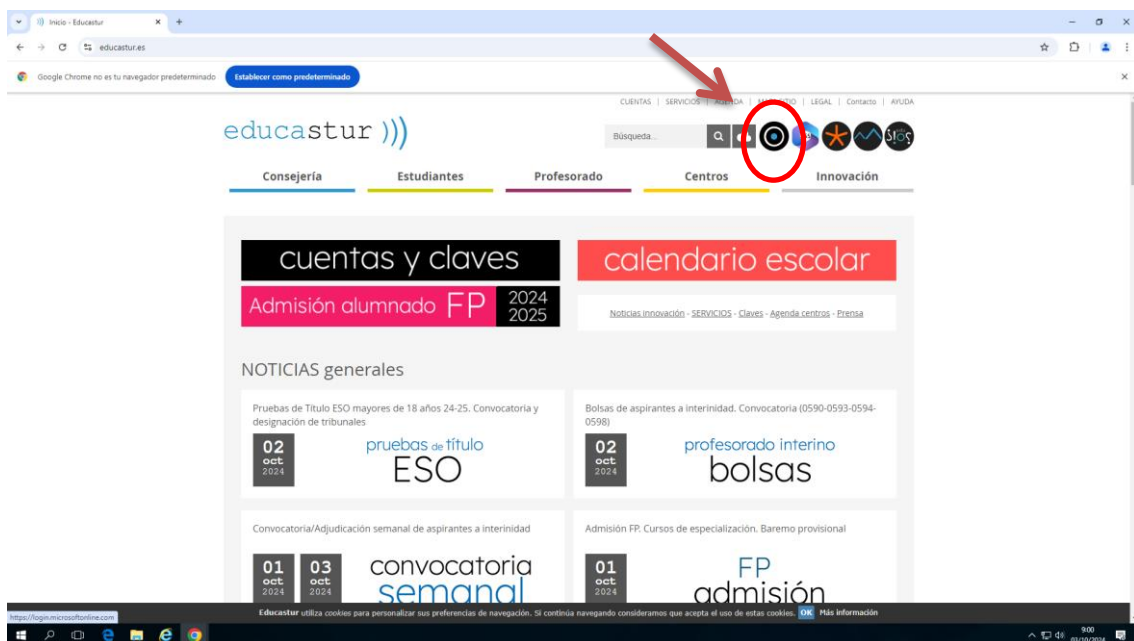 Inicio - Educastur
educastur.es
Google Chrome no es tu navegador predeterminado
Establecer como predeterminado
CUENTAS | SERVICIOS | AGENDA | SITIO | LEGAL | Contacto | AYUDA
educastur )))
Búsqueda...
Consejería
Estudiantes
Profesorado
Centros
Innovación
cuentas y claves
calendario escolar
Admisión alumnado FP 2024
2025
Noticias innovación - SERVICIOS - Claves - Agenda centros - Prensa
NOTICIAS generales
Pruebas de Título ESO mayores de 18 años 24-25. Convocatoria y
designación de tribunales
02
oct
2024
pruebas de título
ESO
Bolsas de aspirantes a interinidad. Convocatoria (0590-0593-0594-
0598)
02
oct
2024
profesorado interino
bolsas
Convocatoria/Adjudicación semanal de aspirantes a interinidad
01
oct
2024
03
oct
2024
convocatoria
semanal
Admisión FP. Cursos de especialización. Baremo provisional
01
oct
2024
FP
admisión
Educastur utiliza cookies para personalizar sus preferencias de navegación. Si continúa navegando consideramos que acepta el uso de estas cookies. OK Más información
https://login.microsoftonline.com
9:00
03/10/2024